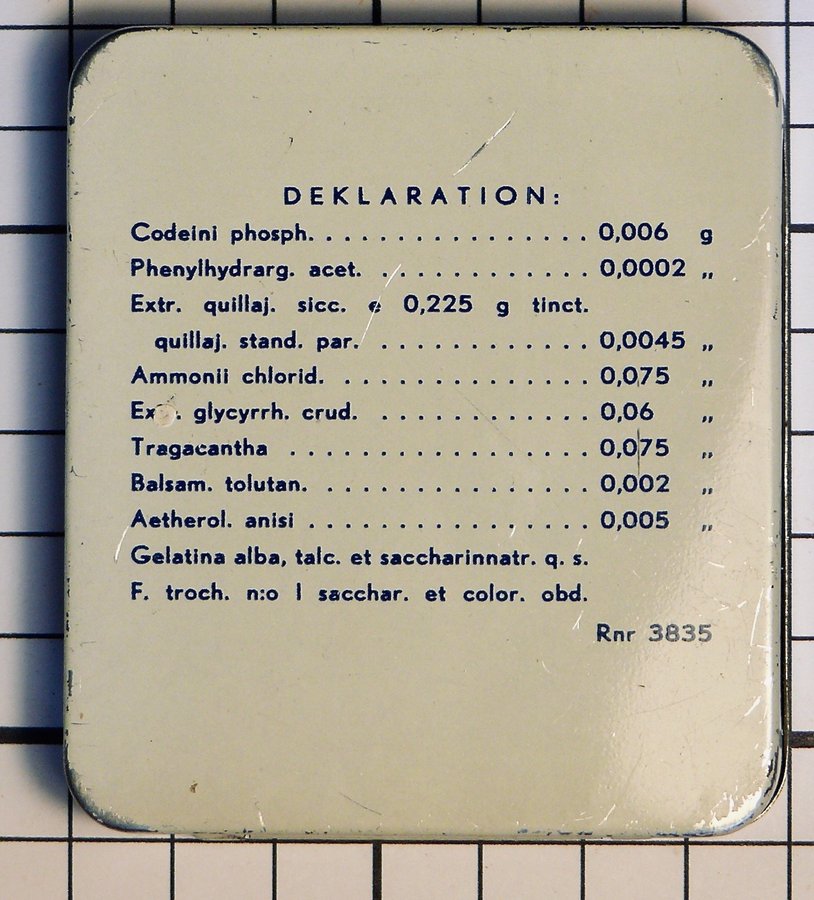 DEKLARATION:
Codeini phosph. . . . . . . . . . . . . . . . 0,006 g
Phenylhydrarg. acet. . . . . . . . . . . . . 0,0002 „
Extr. quillaj. sicc. e 0,225 g tinct.
quillaj. stand. par. . . . . . . . . . . . . 0,0045 „
Ammonii chlorid. . . . . . . . . . . . . . . 0,075 „
glycyrrh. crud. . . . . . . . . . . . . 0,06 „
Tragacantha . . . . . . . . . . . . . . . . . 0,075 „
Balsam. tolutan. . . . . . . . . . . . . . . . 0,002 „
Aetherol. anisi . . . . . . . . . . . . . . . . 0,005 „
Gelatina alba, talc. et saccharinnatr. q. s.
F. troch. n:o I sacchar. et color. obd.
Rnr 3835